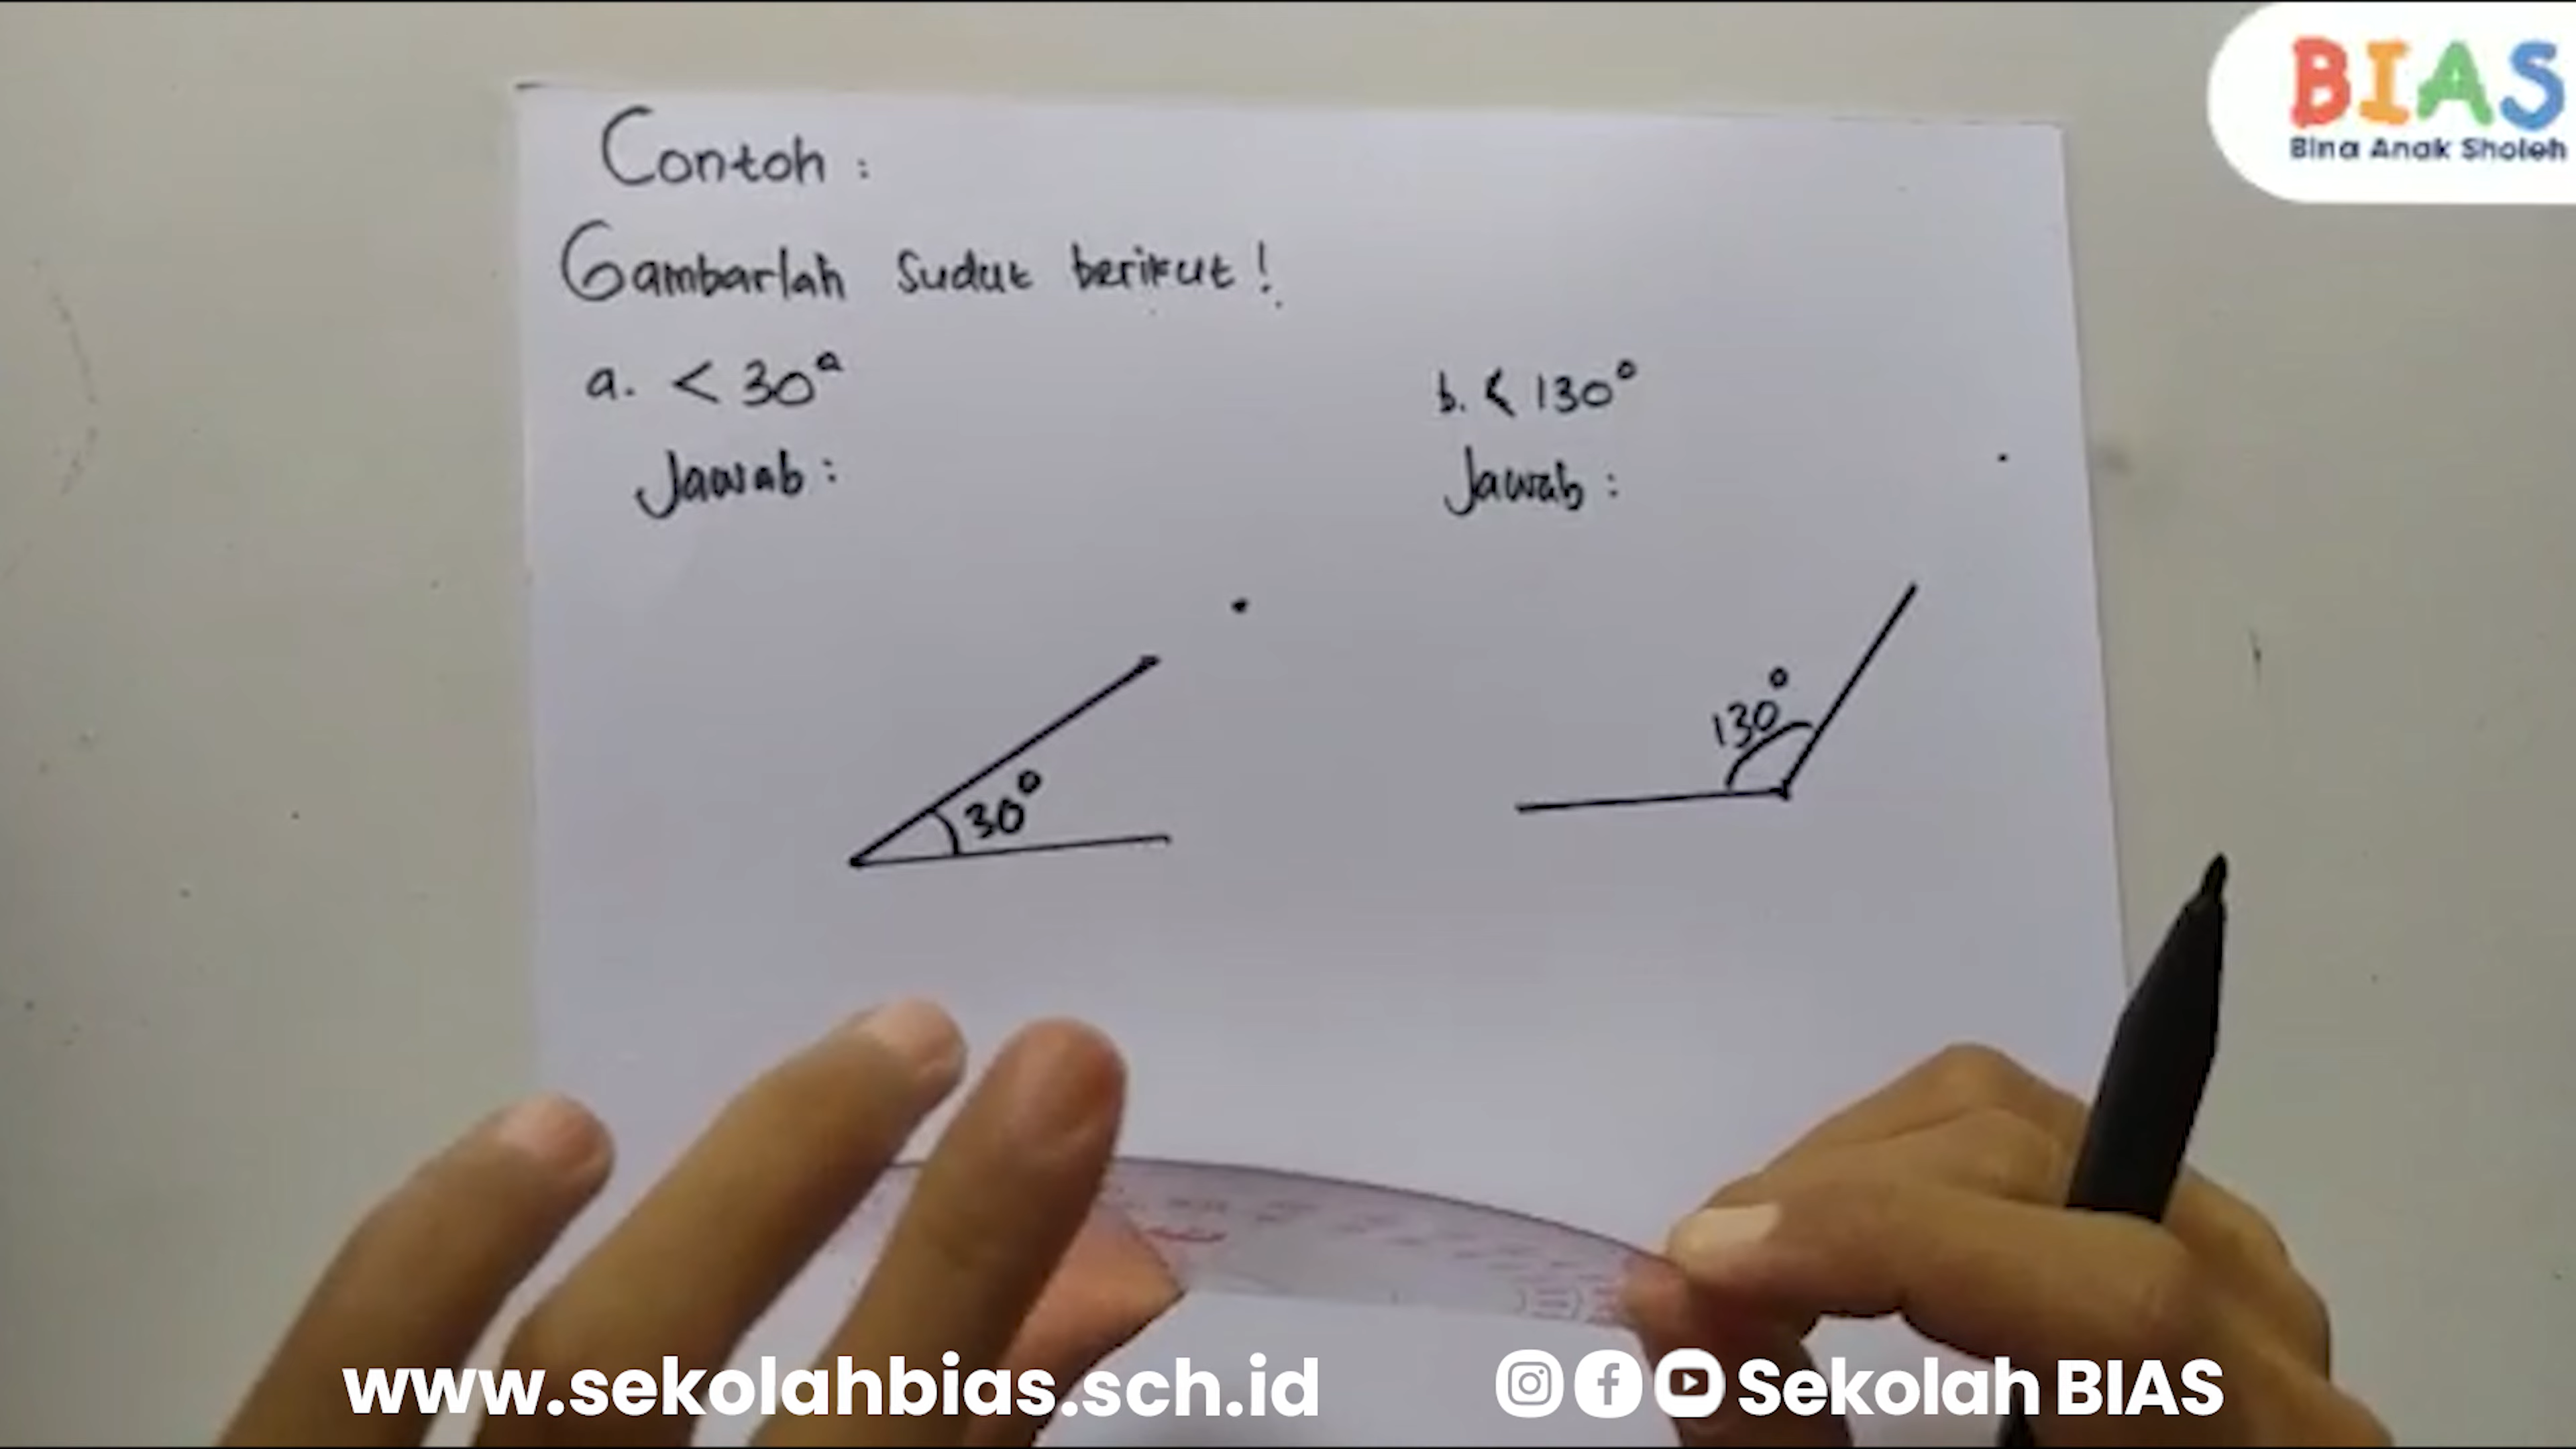 BIAS
Bina Anak Sholeh
Contoh :
Gambarlah sudut berikut !
a. < 30°
b. < 130°
Jawab :
Jawab :
30°
130°
www.sekolahbias.sch.id
Sekolah BIAS